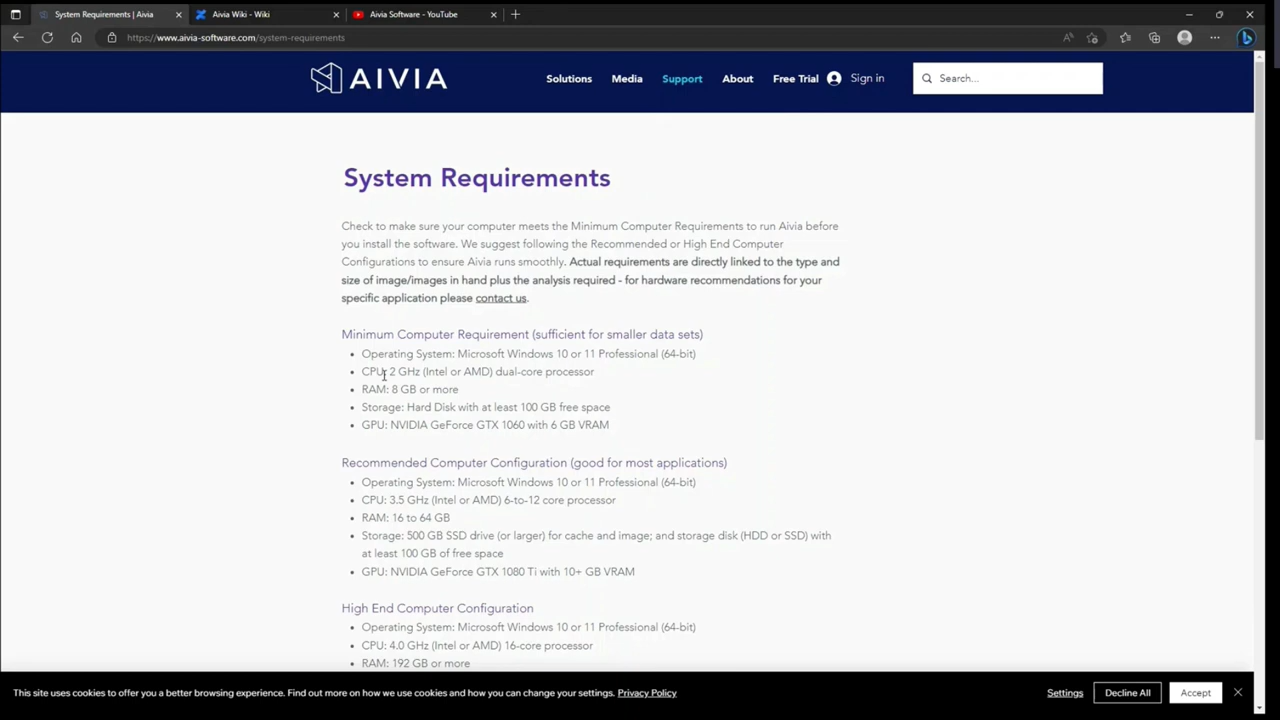 System Requirements | Aivia
Aivia Wiki - Wiki
Aivia Software - YouTube
https://www.aivia-software.com/system-requirements
AIVIA
Solutions
Media
Support
About
Free Trial
Sign in
Search...
System Requirements
Check to make sure your computer meets the Minimum Computer Requirements to run Aivia before
you install the software. We suggest following the Recommended or High End Computer
Configurations to ensure Aivia runs smoothly. Actual requirements are directly linked to the type and
size of image/images in hand plus the analysis required - for hardware recommendations for your
specific application please contact us.
Minimum Computer Requirement (sufficient for smaller data sets)
• Operating System: Microsoft Windows 10 or 11 Professional (64-bit)
• CPU: 2 GHz (Intel or AMD) dual-core processor
• RAM: 8 GB or more
• Storage: Hard Disk with at least 100 GB free space
• GPU: NVIDIA GeForce GTX 1060 with 6 GB VRAM
Recommended Computer Configuration (good for most applications)
• Operating System: Microsoft Windows 10 or 11 Professional (64-bit)
• CPU: 3.5 GHz (Intel or AMD) 6-to-12 core processor
• RAM: 16 to 64 GB
• Storage: 500 GB SSD drive (or larger) for cache and image; and storage disk (HDD or SSD) with
at least 100 GB of free space
• GPU: NVIDIA GeForce GTX 1080 Ti with 10+ GB VRAM
High End Computer Configuration
• Operating System: Microsoft Windows 10 or 11 Professional (64-bit)
• CPU: 4.0 GHz (Intel or AMD) 16-core processor
• RAM: 192 GB or more
This site uses cookies to offer you a better browsing experience. Find out more on how we use cookies and how you can change your settings. Privacy Policy
Settings
Decline All
Accept